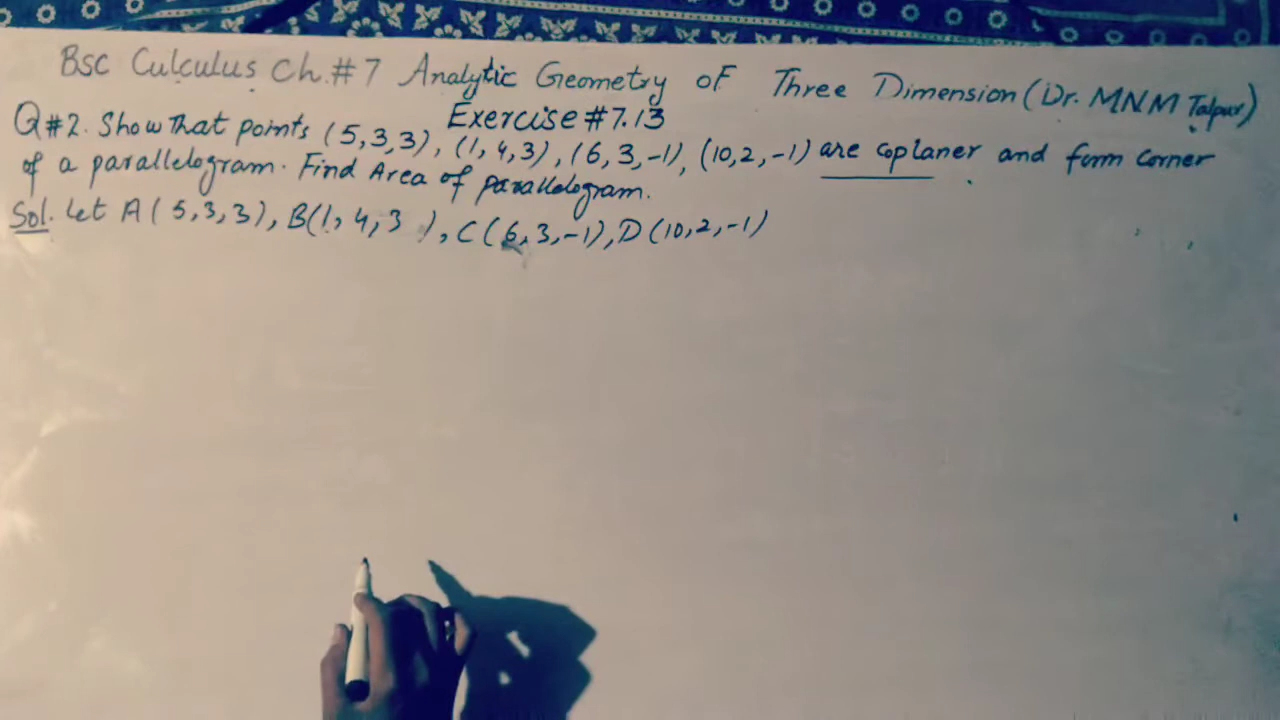 Bsc Culculus Ch.#7 Analytic Geometry of Three Dimension (Dr. MNM Talpur)
Exercise #7.13
Q#2. Show that points (5,3,3), (1,4,3), (6,3,-1), (10,2,-1) are coplaner and form corner
of a parallelogram. Find Area of parallelogram.
Sol. Let A(5,3,3), B(1,4,3), C(6,3,-1), D(10,2,-1)